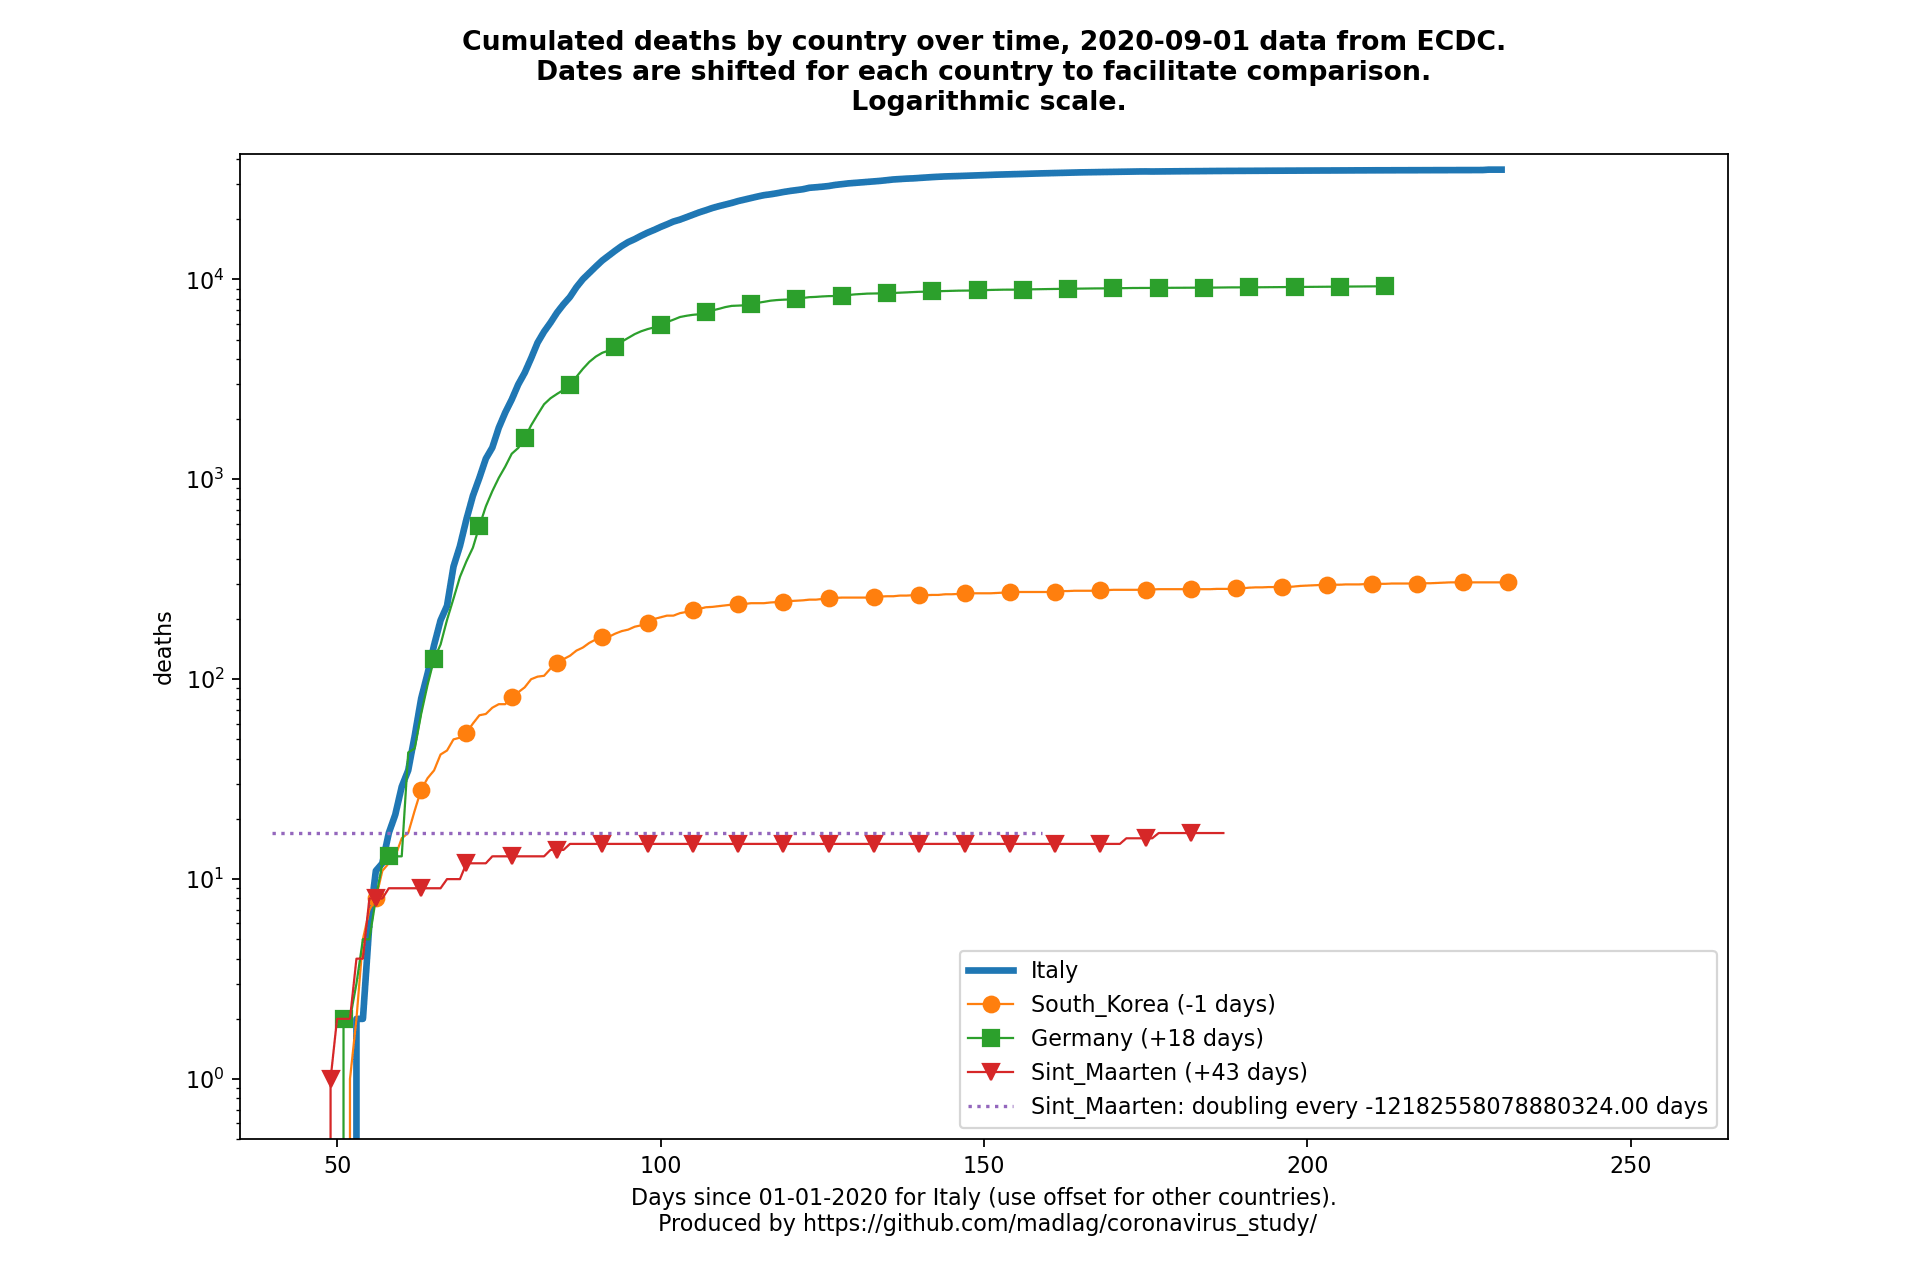 Cumulated deaths by country over time, 2020-09-01 data from ECDC.
Dates are shifted for each country to facilitate comparison.
Logarithmic scale.
deaths
10⁴
10³
10²
10¹
10⁰
Italy
South_Korea (-1 days)
Germany (+18 days)
Sint_Maarten (+43 days)
Sint_Maarten: doubling every -12182558078880324.00 days
50 100 150 200 250
Days since 01-01-2020 for Italy (use offset for other countries).
Produced by https://github.com/madlag/coronavirus_study/